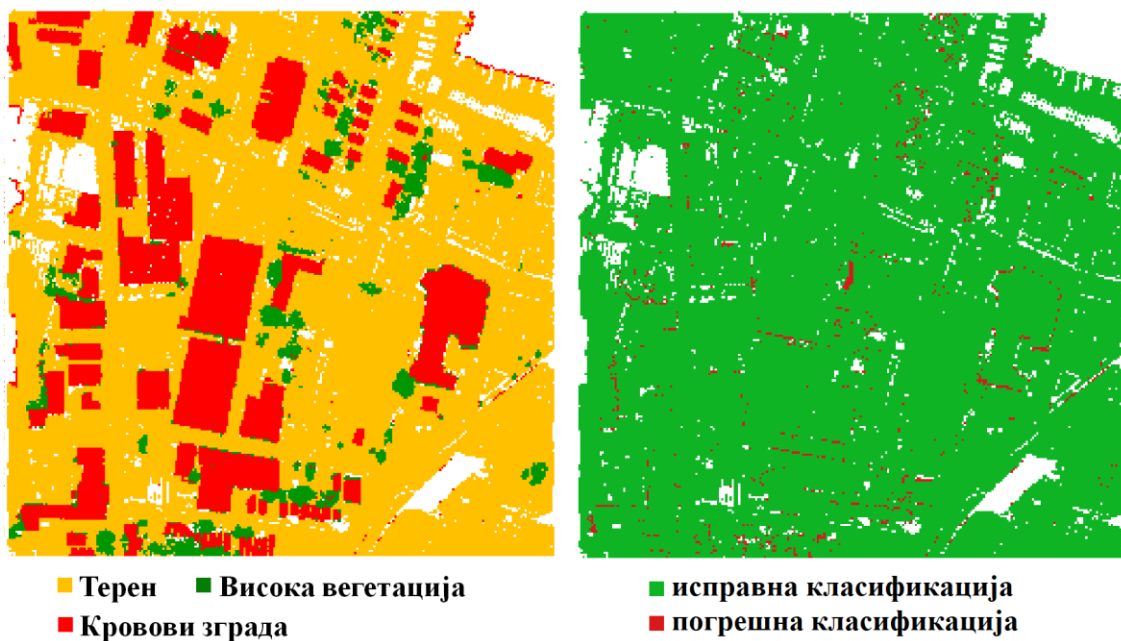 Терен
Висока вегетација
Кровови зграда
исправна класификација
погрешна класификација